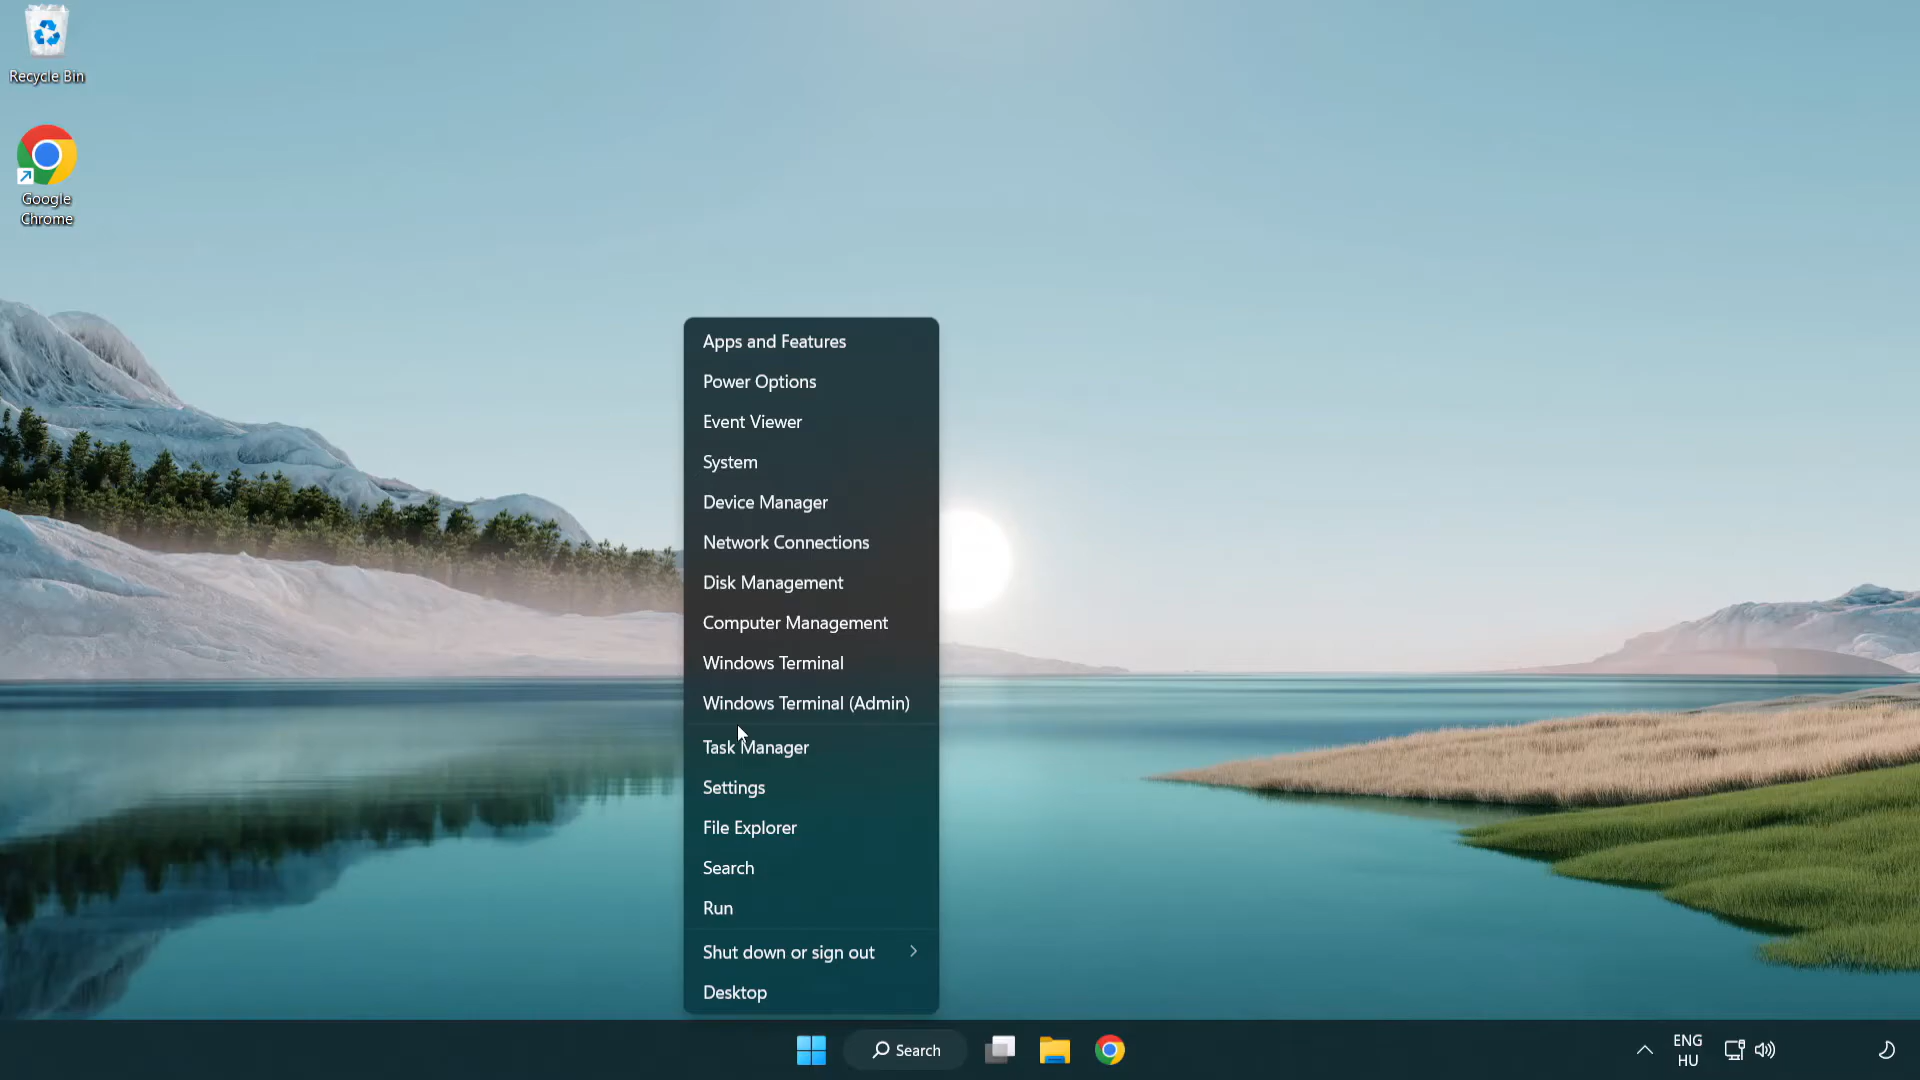 Recycle Bin
Google
Chrome
Apps and Features
Power Options
Event Viewer
System
Device Manager
Network Connections
Disk Management
Computer Management
Windows Terminal
Windows Terminal (Admin)
Task Manager
Settings
File Explorer
Search
Run
Shut down or sign out
Desktop
Search
ENG
HU